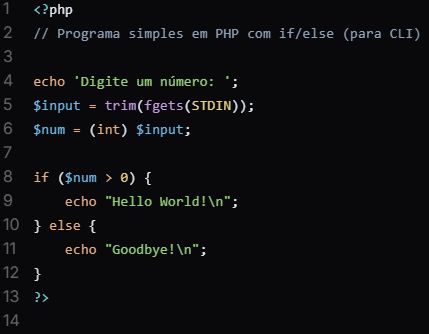 1 <?php
2 // Programa simples em PHP com if/else (para CLI)
3
4 echo 'Digite um número: ';
5 $input = trim(fgets(STDIN));
6 $num = (int) $input;
7
8 if ($num > 0) {
9     echo "Hello World!\n";
10 } else {
11     echo "Goodbye!\n";
12 }
13 ?>
14